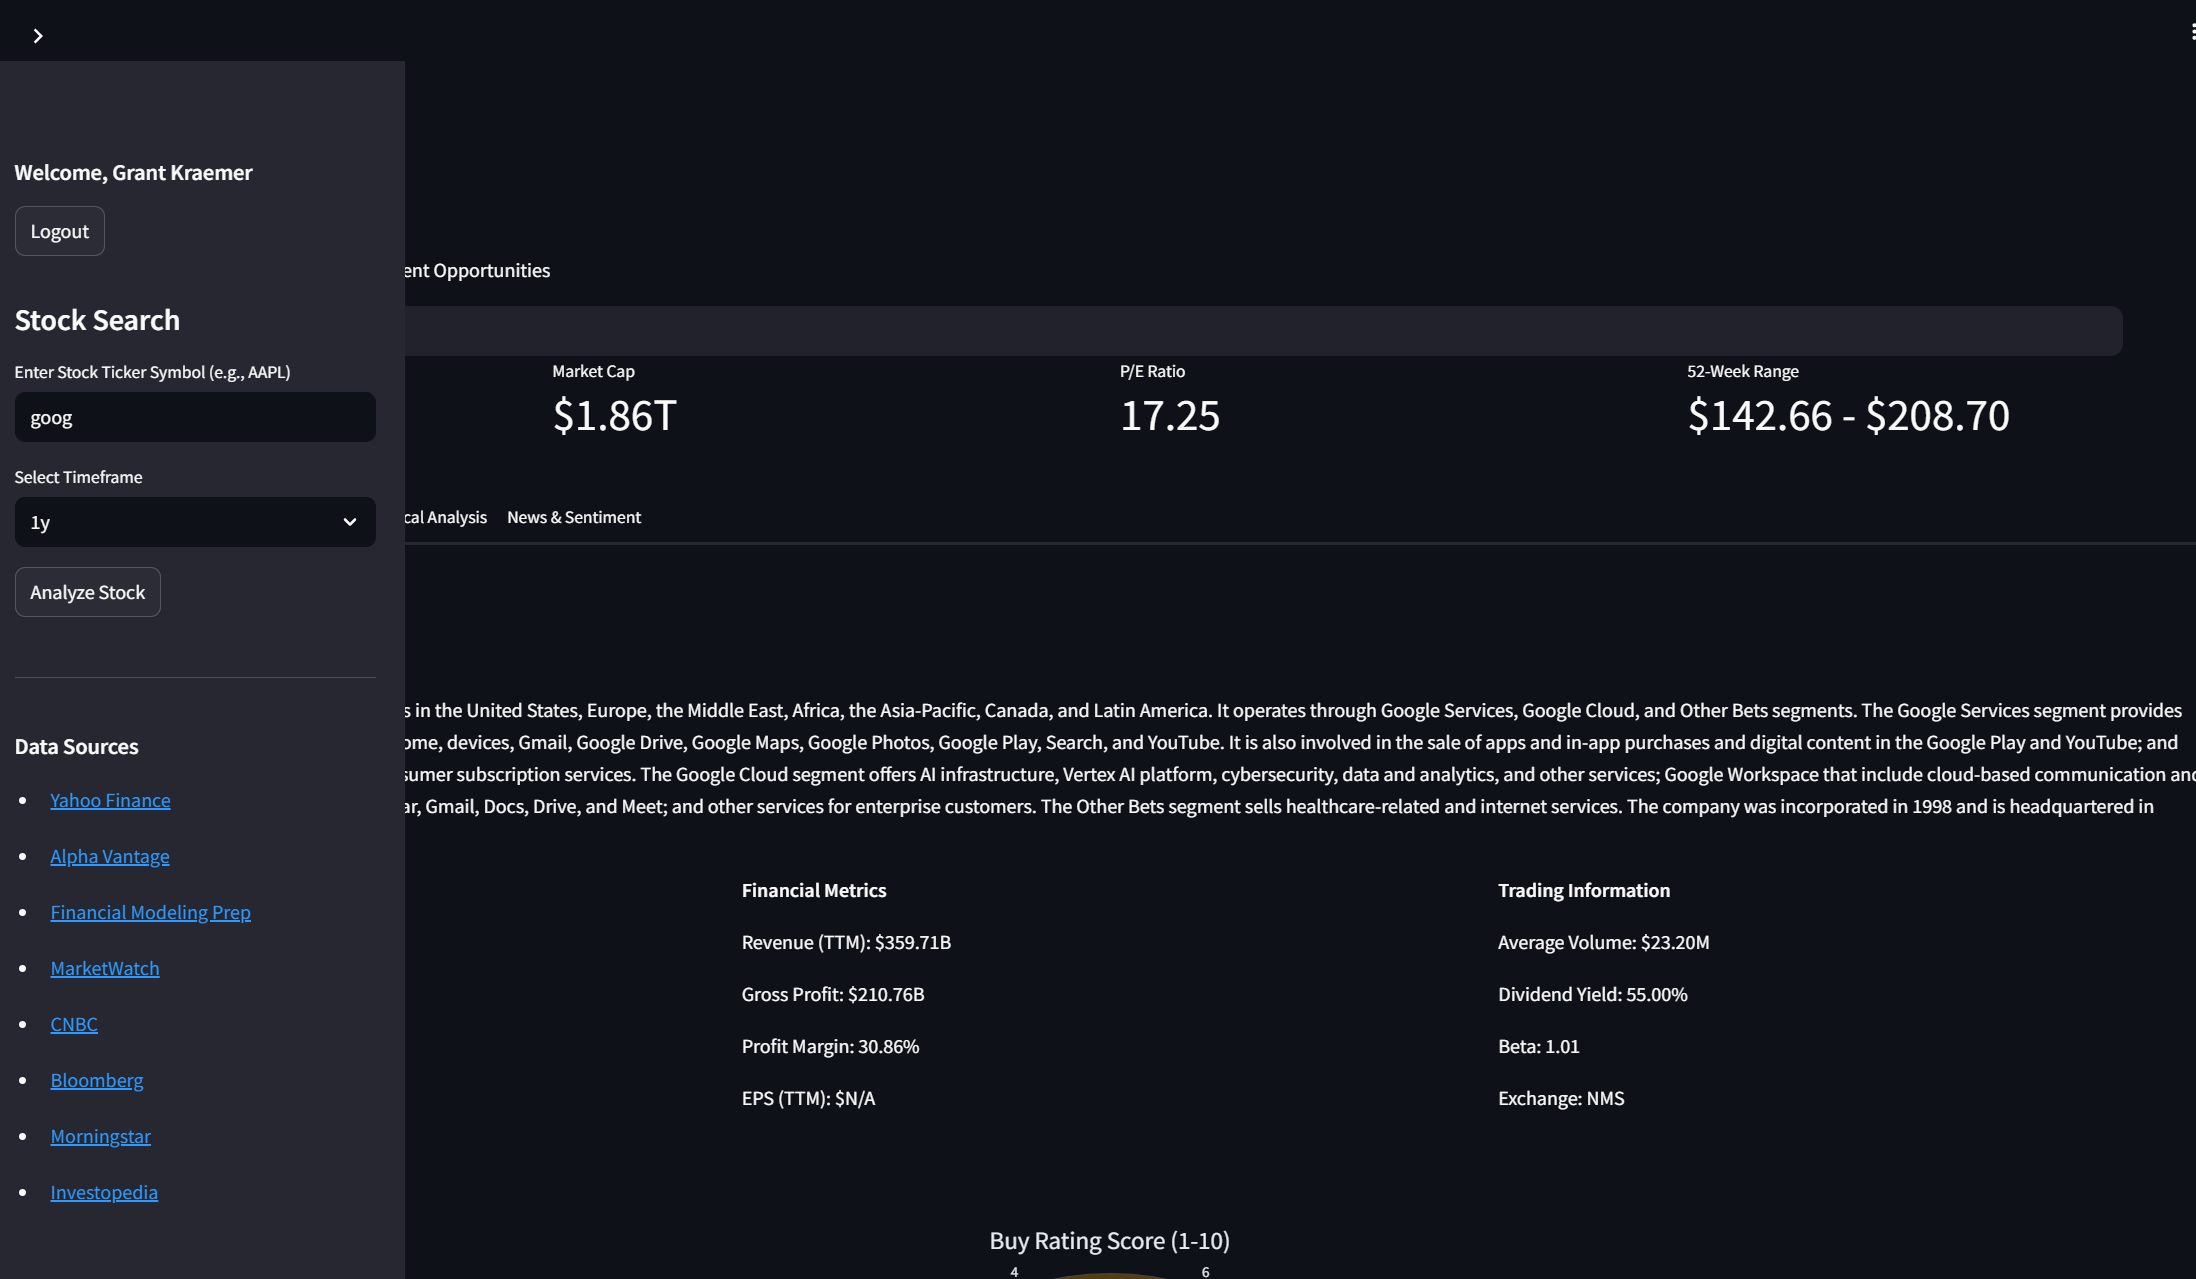 Welcome, Grant Kraemer
Logout
Stock Search
Enter Stock Ticker Symbol (e.g., AAPL)
goog
Select Timeframe
1y
Analyze Stock
Data Sources
Yahoo Finance
Alpha Vantage
Financial Modeling Prep
MarketWatch
CNBC
Bloomberg
Morningstar
Investopedia
ent Opportunities
Market Cap
$1.86T
P/E Ratio
17.25
52-Week Range
$142.66 - $208.70
cal Analysis
News & Sentiment
s in the United States, Europe, the Middle East, Africa, the Asia-Pacific, Canada, and Latin America. It operates through Google Services, Google Cloud, and Other Bets segments. The Google Services segment provides
ome, devices, Gmail, Google Drive, Google Maps, Google Photos, Google Play, Search, and YouTube. It is also involved in the sale of apps and in-app purchases and digital content in the Google Play and YouTube; and
sumer subscription services. The Google Cloud segment offers AI infrastructure, Vertex AI platform, cybersecurity, data and analytics, and other services; Google Workspace that include cloud-based communication and
ar, Gmail, Docs, Drive, and Meet; and other services for enterprise customers. The Other Bets segment sells healthcare-related and internet services. The company was incorporated in 1998 and is headquartered in
Financial Metrics
Revenue (TTM): $359.71B
Gross Profit: $210.76B
Profit Margin: 30.86%
EPS (TTM): $N/A
Trading Information
Average Volume: $23.20M
Dividend Yield: 55.00%
Beta: 1.01
Exchange: NMS
Buy Rating Score (1-10)
4
6